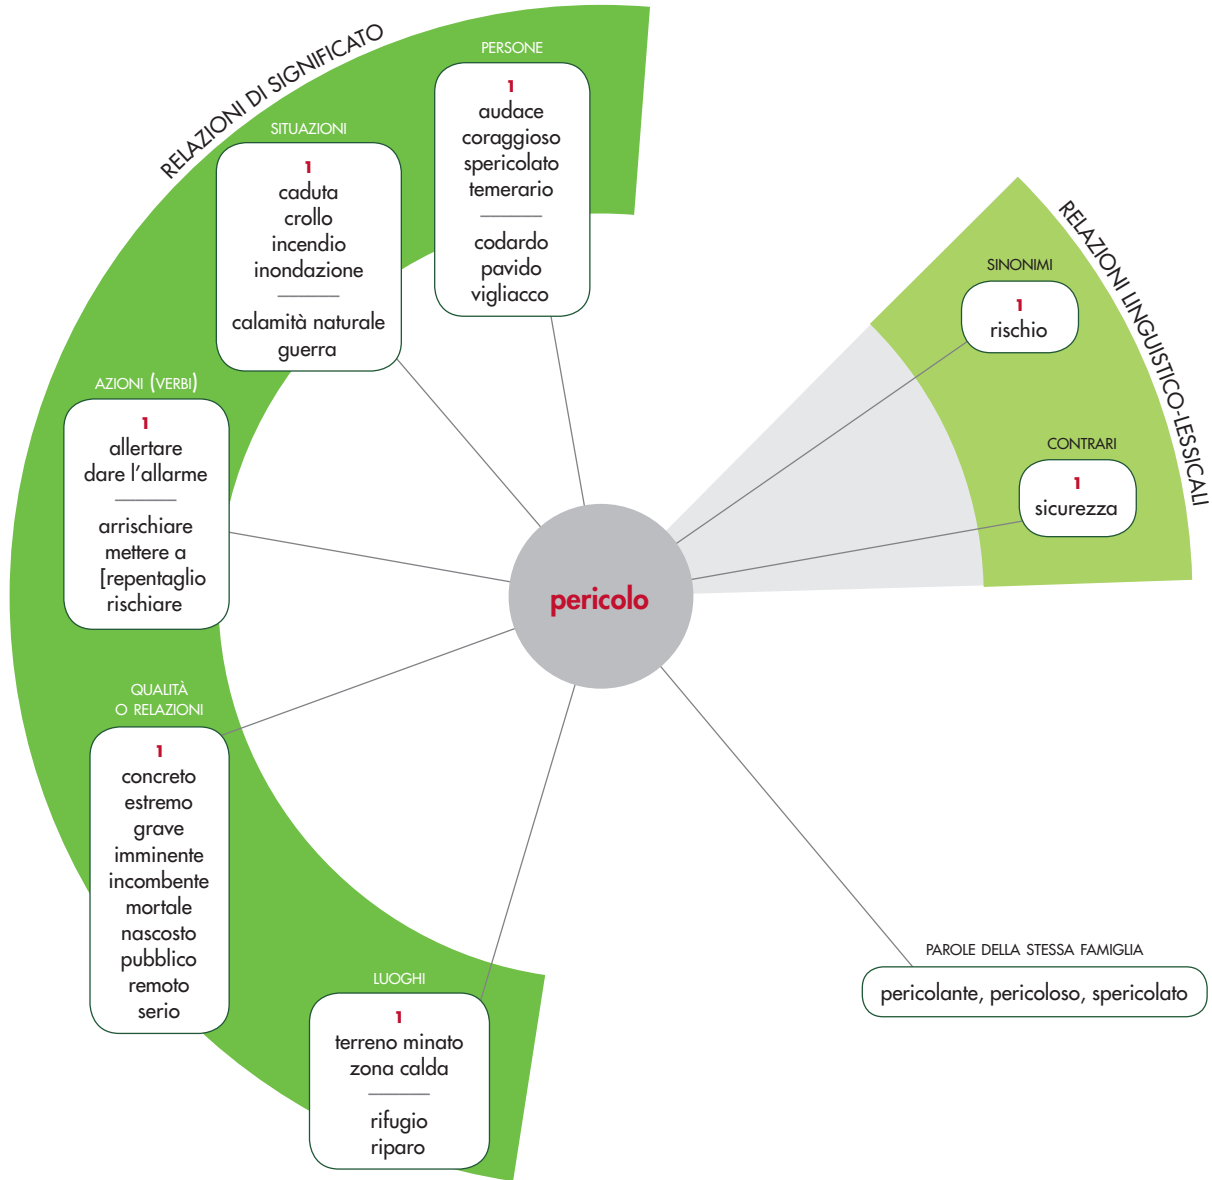 RELAZIONI DI SIGNIFICATO
PERSONE
1
audace
coraggioso
spericolato
temerario
codardo
pavido
vigliacco
SITUAZIONI
1
caduta
crollo
incendio
inondazione
calamità naturale
guerra
AZIONI (VERBI)
1
allertare
dare l'allarme
arrischiare
mettere a
[repentaglio
rischiare
QUALITÀ
O RELAZIONI
1
concreto
estremo
grave
imminente
incombente
mortale
nascosto
pubblico
remoto
serio
LUOGHI
1
terreno minato
zona calda
rifugio
riparo
pericolo
RELAZIONI LINGUISTICO-LESSICALI
SINONIMI
1
rischio
CONTRARI
1
sicurezza
PAROLE DELLA STESSA FAMIGLIA
pericolante, pericoloso, spericolato